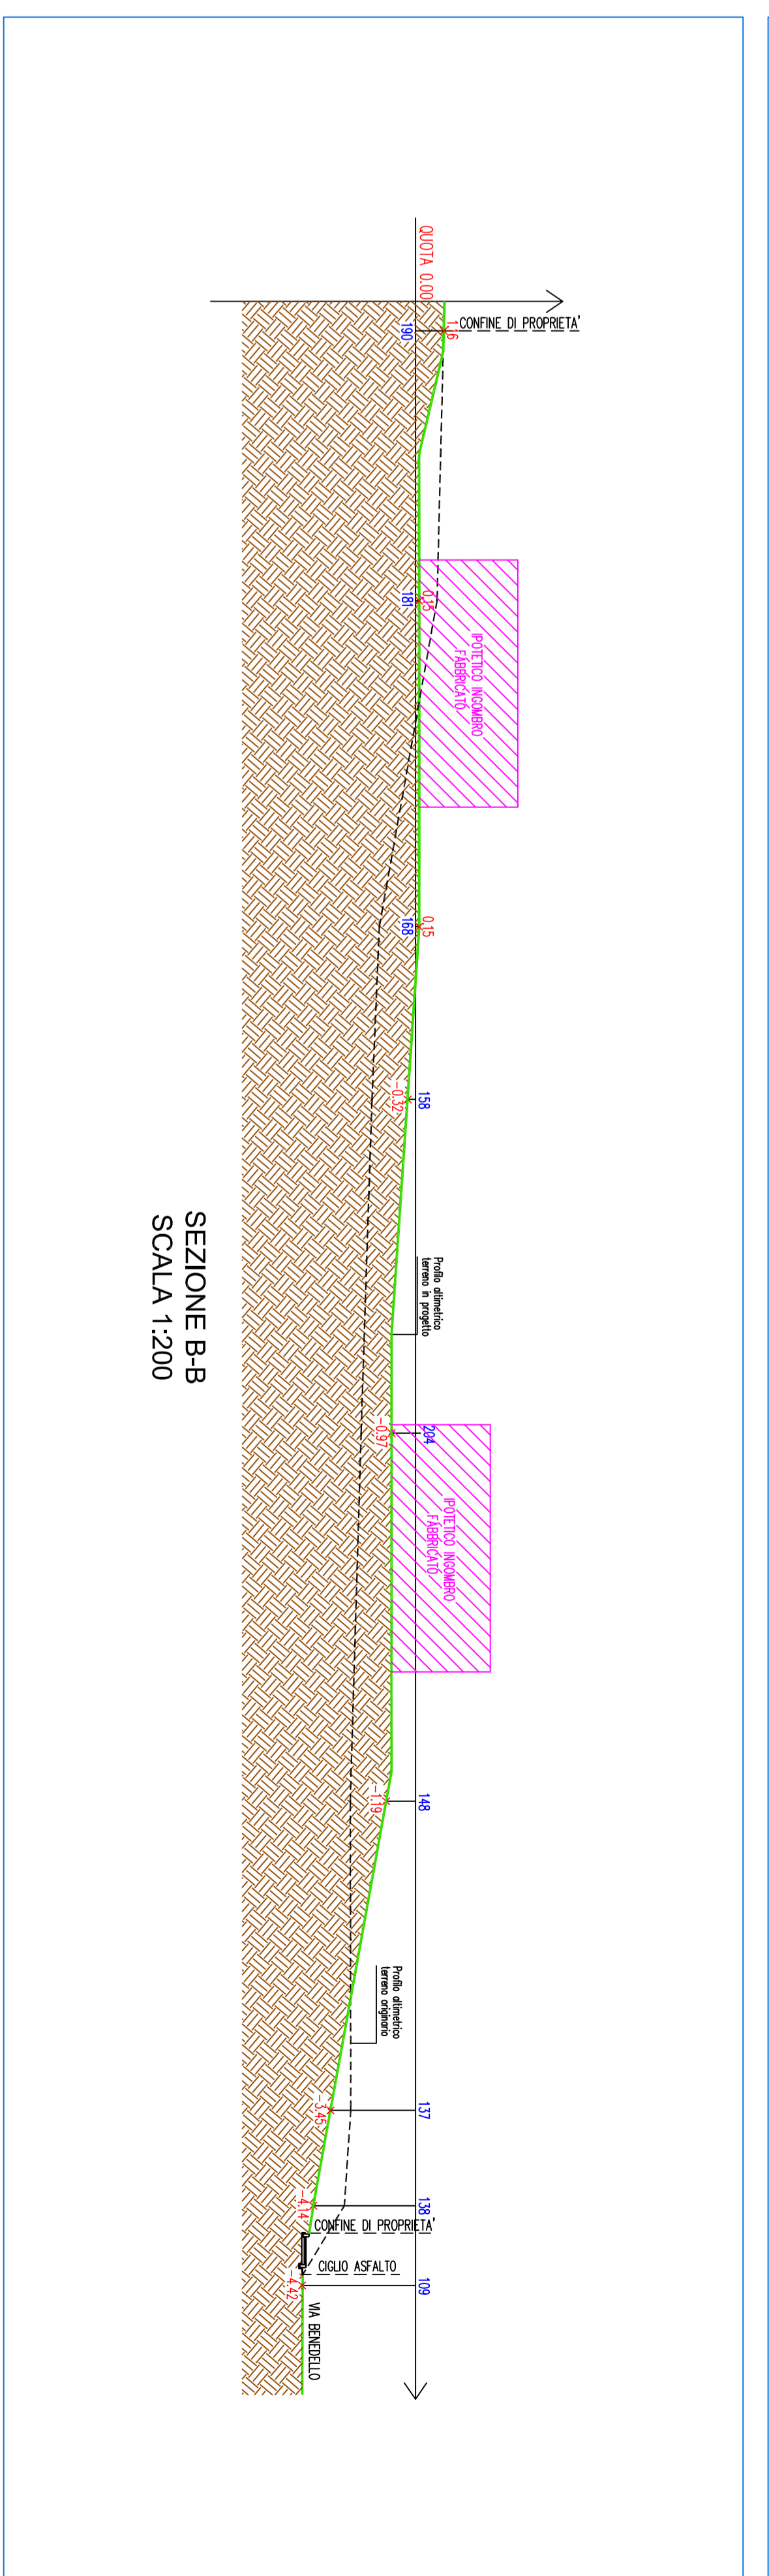 QUOTA 0.00
190
1.16
CONFINE DI PROPRIETA'
181
0.15
IPOTETICO INGOMBRO
FABBRICATO
168
0.15
158
-0.32
Profilo altimetrico
terreno in progetto
204
-0.97
IPOTETICO INGOMBRO
FABBRICATO
148
-1.19
Profilo altimetrico
terreno originario
137
-3.45
138
-4.14
CONFINE DI PROPRIETA'
CIGLIO ASFALTO
109
-4.42
VIA BENEDELLO
SEZIONE B-B
SCALA 1:200